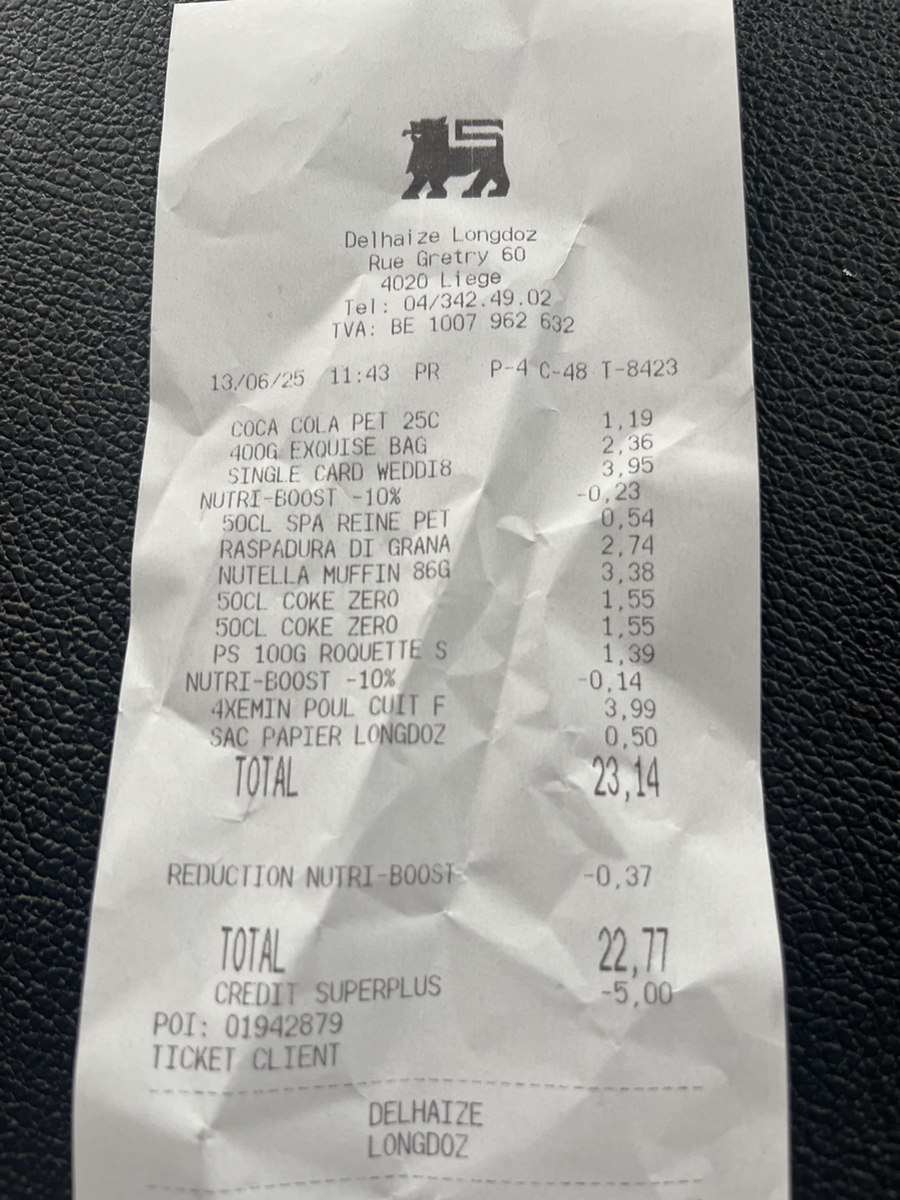 Delhaize Longdoz
Rue Gretry 60
4020 Liege
Tel: 04/342.49.02
TVA: BE 1007 962 632
13/06/25 11:43 PR P-4 C-48 T-8423
COCA COLA PET 25C 1,19
400G EXQUISE BAG 2,36
SINGLE CARD WEDDI8 3,95
NUTRI-BOOST -10% -0,23
50CL SPA REINE PET 0,54
RASPADURA DI GRANA 2,74
NUTELLA MUFFIN 86G 3,38
50CL COKE ZERO 1,55
50CL COKE ZERO 1,55
PS 100G ROQUETTE S 1,39
NUTRI-BOOST -10% -0,14
4XEMIN POUL CUIT F 3,99
SAC PAPIER LONGDOZ 0,50
TOTAL 23,14
REDUCTION NUTRI-BOOST -0,37
TOTAL 22,77
CREDIT SUPERPLUS -5,00
POI: 01942879
TICKET CLIENT
DELHAIZE
LONGDOZ